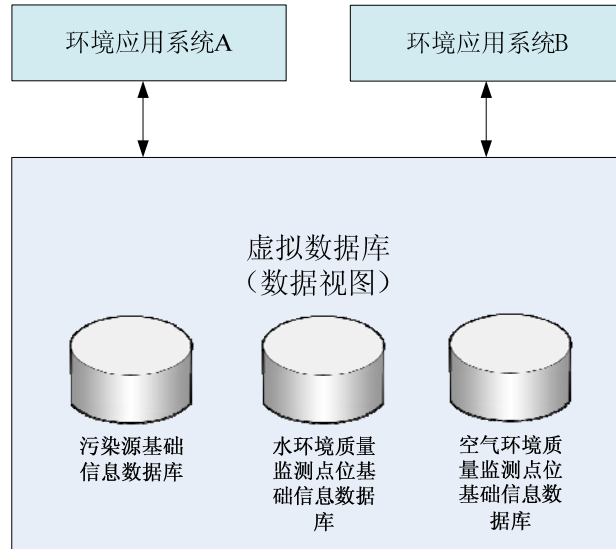 环境应用系统A
环境应用系统B
虚拟数据库
（数据视图）
污染源基础
信息数据库
水环境质量
监测点位基
础信息数据
库
空气环境质
量监测点位
基础信息数
据库